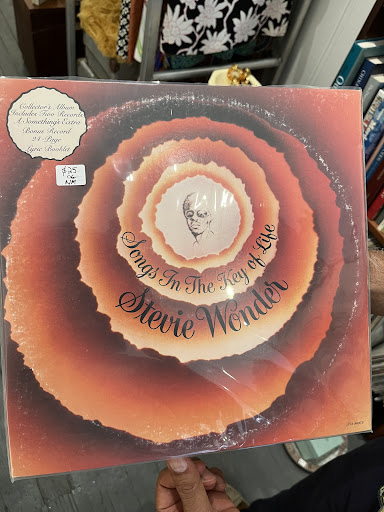 Collector's Album
Includes Two Records
A Something's Extra
Bonus Record
24-Page
Lyric Booklet
$25
Songs In The Key of Life
Stevie Wonder